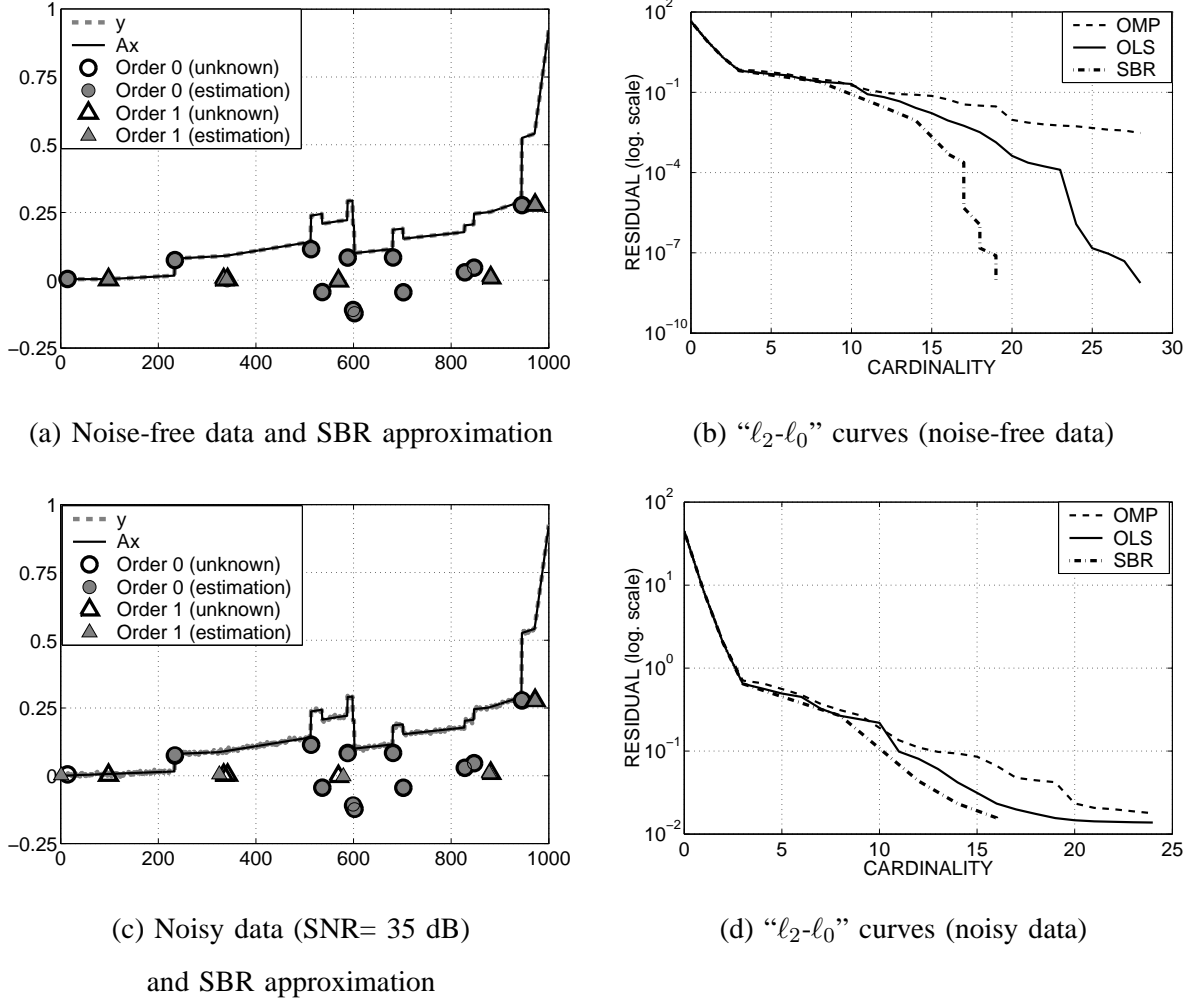 1
0.75
0.5
0.25
0
−0.25
0 200 400 600 800 1000
y
Ax
Order 0 (unknown)
Order 0 (estimation)
Order 1 (unknown)
Order 1 (estimation)
(a) Noise-free data and SBR approximation
RESIDUAL (log. scale)
10^2
10^−1
10^−4
10^−7
10^−10
0 5 10 15 20 25 30
CARDINALITY
OMP
OLS
SBR
(b) “ℓ₂-ℓ₀” curves (noise-free data)
1
0.75
0.5
0.25
0
−0.25
0 200 400 600 800 1000
y
Ax
Order 0 (unknown)
Order 0 (estimation)
Order 1 (unknown)
Order 1 (estimation)
(c) Noisy data (SNR= 35 dB)
and SBR approximation
RESIDUAL (log. scale)
10^2
10^1
10^0
10^−1
10^−2
0 5 10 15 20 25
CARDINALITY
OMP
OLS
SBR
(d) “ℓ₂-ℓ₀” curves (noisy data)